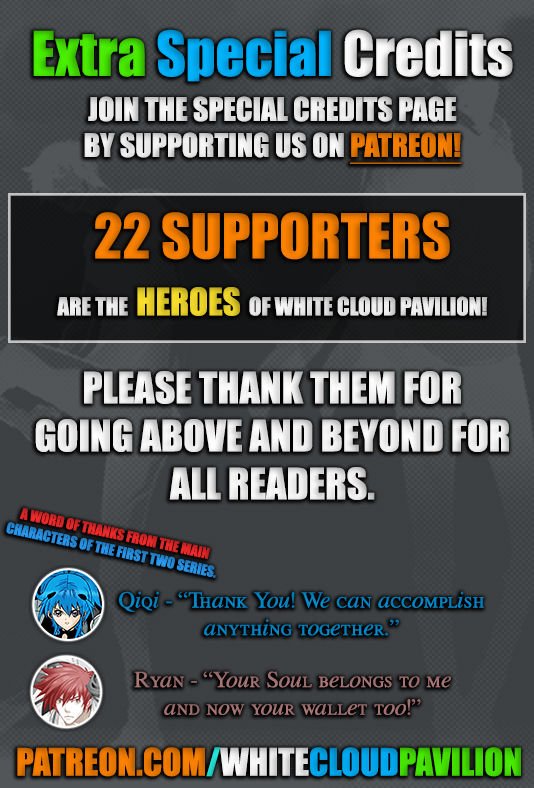 Extra Special Credits
JOIN THE SPECIAL CREDITS PAGE
BY SUPPORTING US ON PATREON!
22 SUPPORTERS
ARE THE HEROES OF WHITE CLOUD PAVILION!
PLEASE THANK THEM FOR
GOING ABOVE AND BEYOND FOR
ALL READERS.
A WORD OF THANKS FROM THE MAIN
CHARACTERS OF THE FIRST TWO SERIES.
QiQi - “Thank You! We can accomplish
anything together.”
Ryan - “Your Soul belongs to me
and now your wallet too!”
PATREON.COM/WHITECLOUDPAVILION